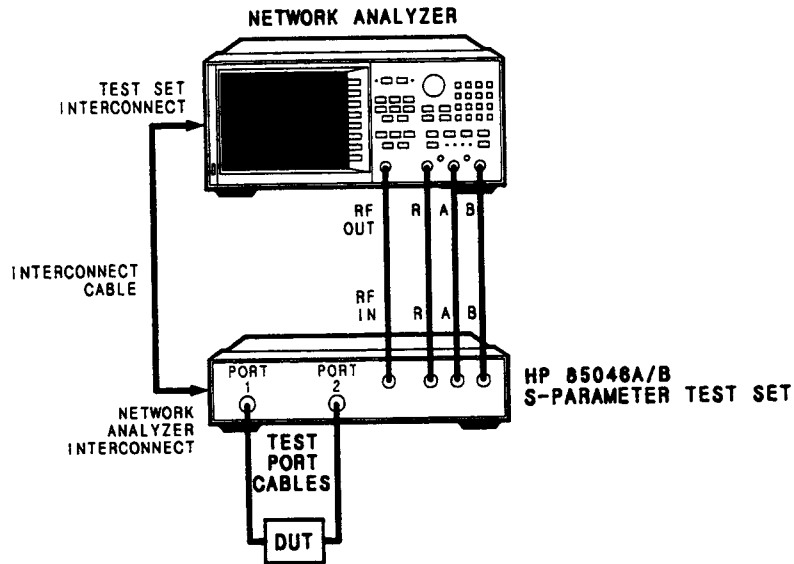 NETWORK ANALYZER
TEST SET
INTERCONNECT
RF
OUT
R
A
B
INTERCONNECT
CABLE
RF
IN
R
A
B
PORT
1
PORT
2
HP 85046A/B
S-PARAMETER TEST SET
NETWORK
ANALYZER
INTERCONNECT
TEST
PORT
CABLES
DUT